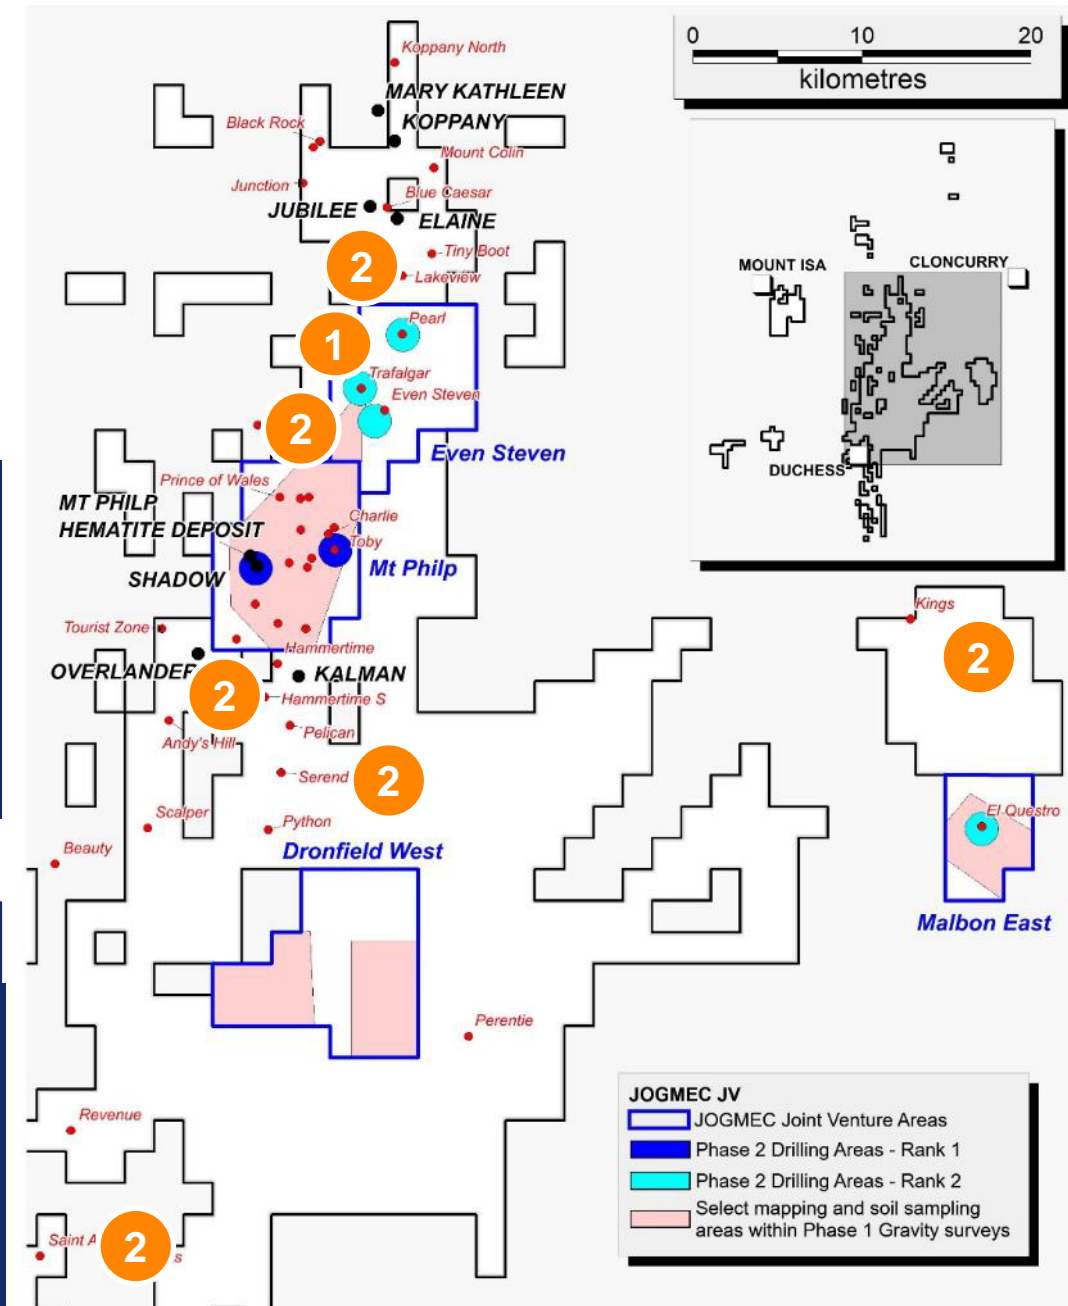 Koppany North
MARY KATHLEEN
Black Rock
KOPPANY
Mount Colin
Junction
Blue Caesar
JUBILEE
ELAINE
Tiny Boot
2
Lakeview
Pearl
1
Trafalgar
Even Steven
2
Even Steven
Prince of Wales
MT PHILP
HEMATITE DEPOSIT
Charlie
Toby
Mt Philp
SHADOW
Tourist Zone
Hammertime
OVERLANDER
KALMAN
2
Hammertime S
Andy's Hill
Pelican
Serend
2
Scalper
Python
Beauty
Dronfield West
Perentie
Revenue
Saint A
2
s
Kings
2
El Questro
Malbon East
0 10 20
kilometres
MOUNT ISA
CLONCURRY
DUCHESS
JOGMEC JV
JOGMEC Joint Venture Areas
Phase 2 Drilling Areas - Rank 1
Phase 2 Drilling Areas - Rank 2
Select mapping and soil sampling
areas within Phase 1 Gravity surveys